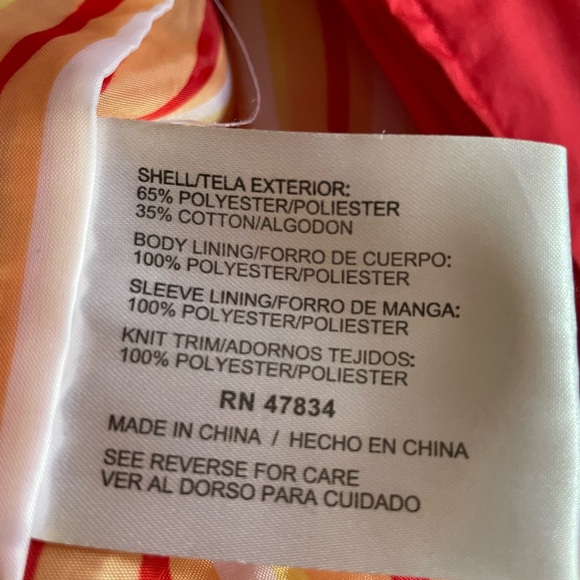 SHELL/TELA EXTERIOR:
65% POLYESTER/POLIESTER
35% COTTON/ALGODON
BODY LINING/FORRO DE CUERPO:
100% POLYESTER/POLIESTER
SLEEVE LINING/FORRO DE MANGA:
100% POLYESTER/POLIESTER
KNIT TRIM/ADORNOS TEJIDOS:
100% POLYESTER/POLIESTER
RN 47834
MADE IN CHINA / HECHO EN CHINA
SEE REVERSE FOR CARE
VER AL DORSO PARA CUIDADO